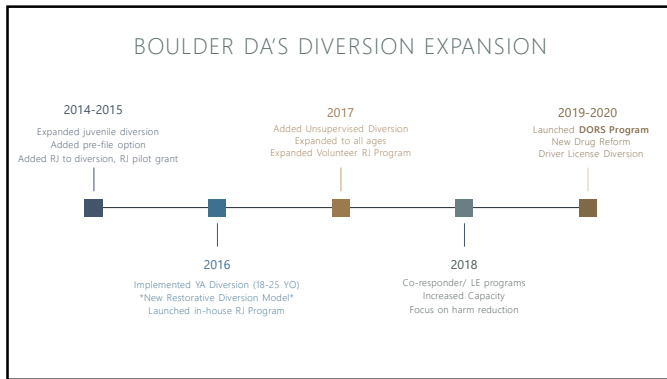 BOULDER DA'S DIVERSION EXPANSION
2014-2015
Expanded juvenile diversion
Added pre-file option
Added RJ to diversion, RJ pilot grant
2016
Implemented YA Diversion (18-25 YO)
*New Restorative Diversion Model*
Launched in-house RJ Program
2017
Added Unsupervised Diversion
Expanded to all ages
Expanded Volunteer RJ Program
2018
Co-responder/ LE programs
Increased Capacity
Focus on harm reduction
2019-2020
Launched DORS Program
New Drug Reform
Driver License Diversion